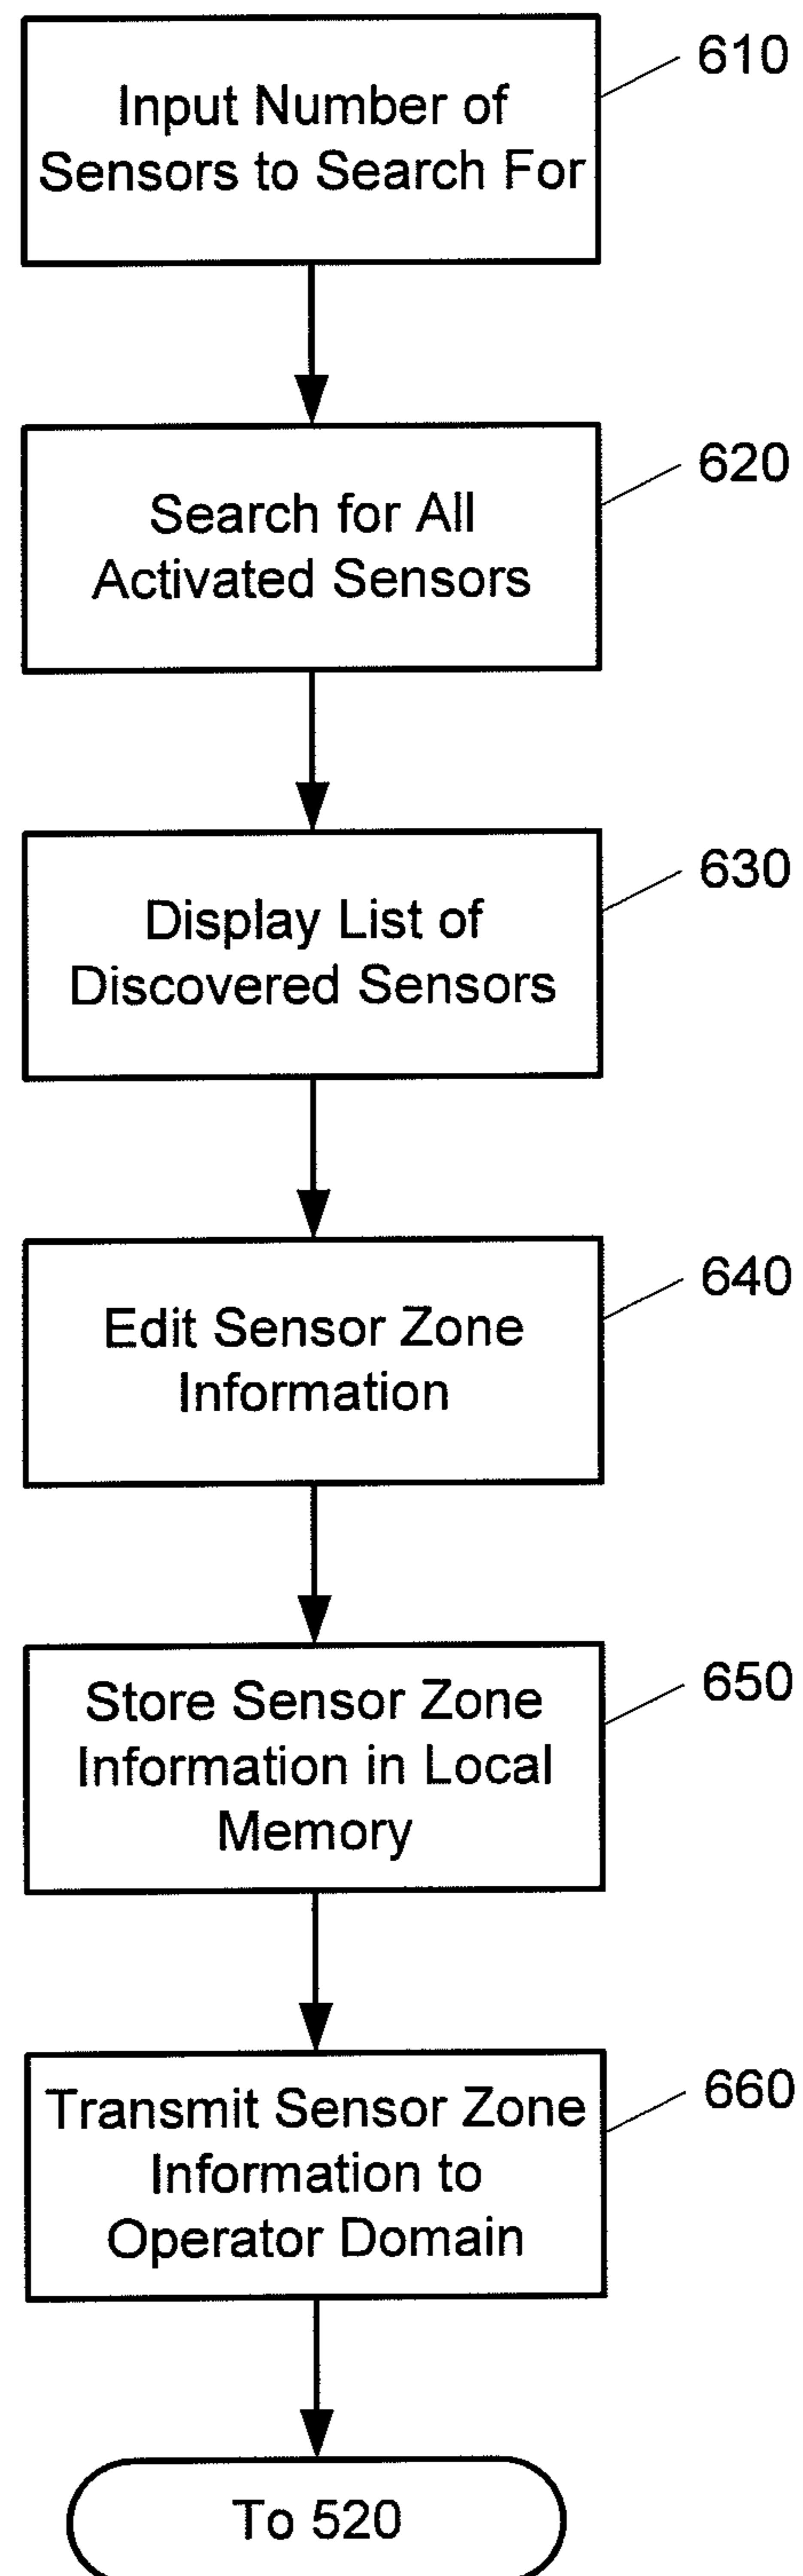 Input Number of
Sensors to Search For
610
Search for All
Activated Sensors
620
Display List of
Discovered Sensors
630
Edit Sensor Zone
Information
640
Store Sensor Zone
Information in Local
Memory
650
Transmit Sensor Zone
Information to
Operator Domain
660
To 520